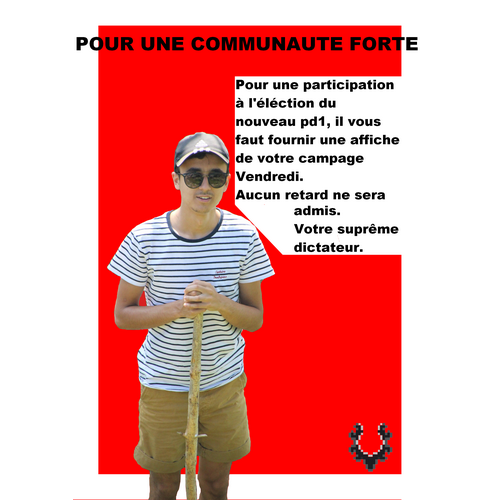 POUR UNE COMMUNAUTE FORTE
Pour une participation
à l'éléction du
nouveau pd1, il vous
faut fournir une affiche
de votre campage
Vendredi.
Aucun retard ne sera
admis.
Votre suprême
dictateur.